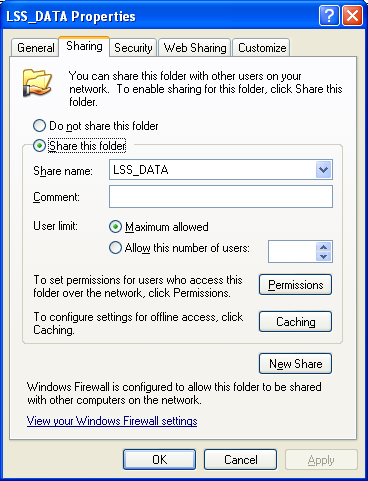 LSS_DATA Properties
General Sharing Security Web Sharing Customize
You can share this folder with other users on your
network. To enable sharing for this folder, click Share this
folder.
Do not share this folder
Share this folder
Share name: LSS_DATA
Comment:
User limit: Maximum allowed
Allow this number of users:
To set permissions for users who access this
folder over the network, click Permissions.
Permissions
To configure settings for offline access, click
Caching.
Caching
New Share
Windows Firewall is configured to allow this folder to be shared
with other computers on the network.
View your Windows Firewall settings
OK Cancel Apply